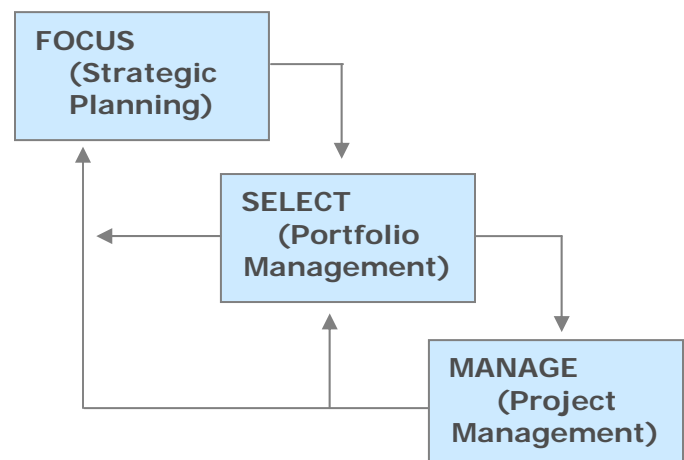 FOCUS
(Strategic
Planning)
SELECT
(Portfolio
Management)
MANAGE
(Project
Management)